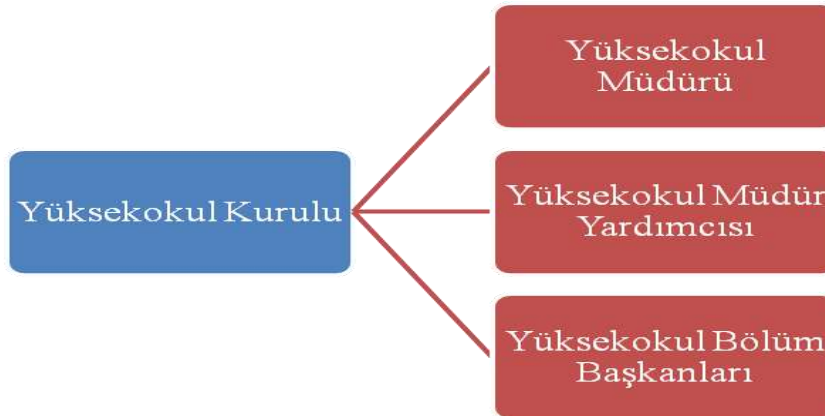 Yüksekokul Kurulu
Yüksekokul
Müdürü
Yüksekokul Müdür
Yardımcısı
Yüksekokul Bölüm
Başkanları